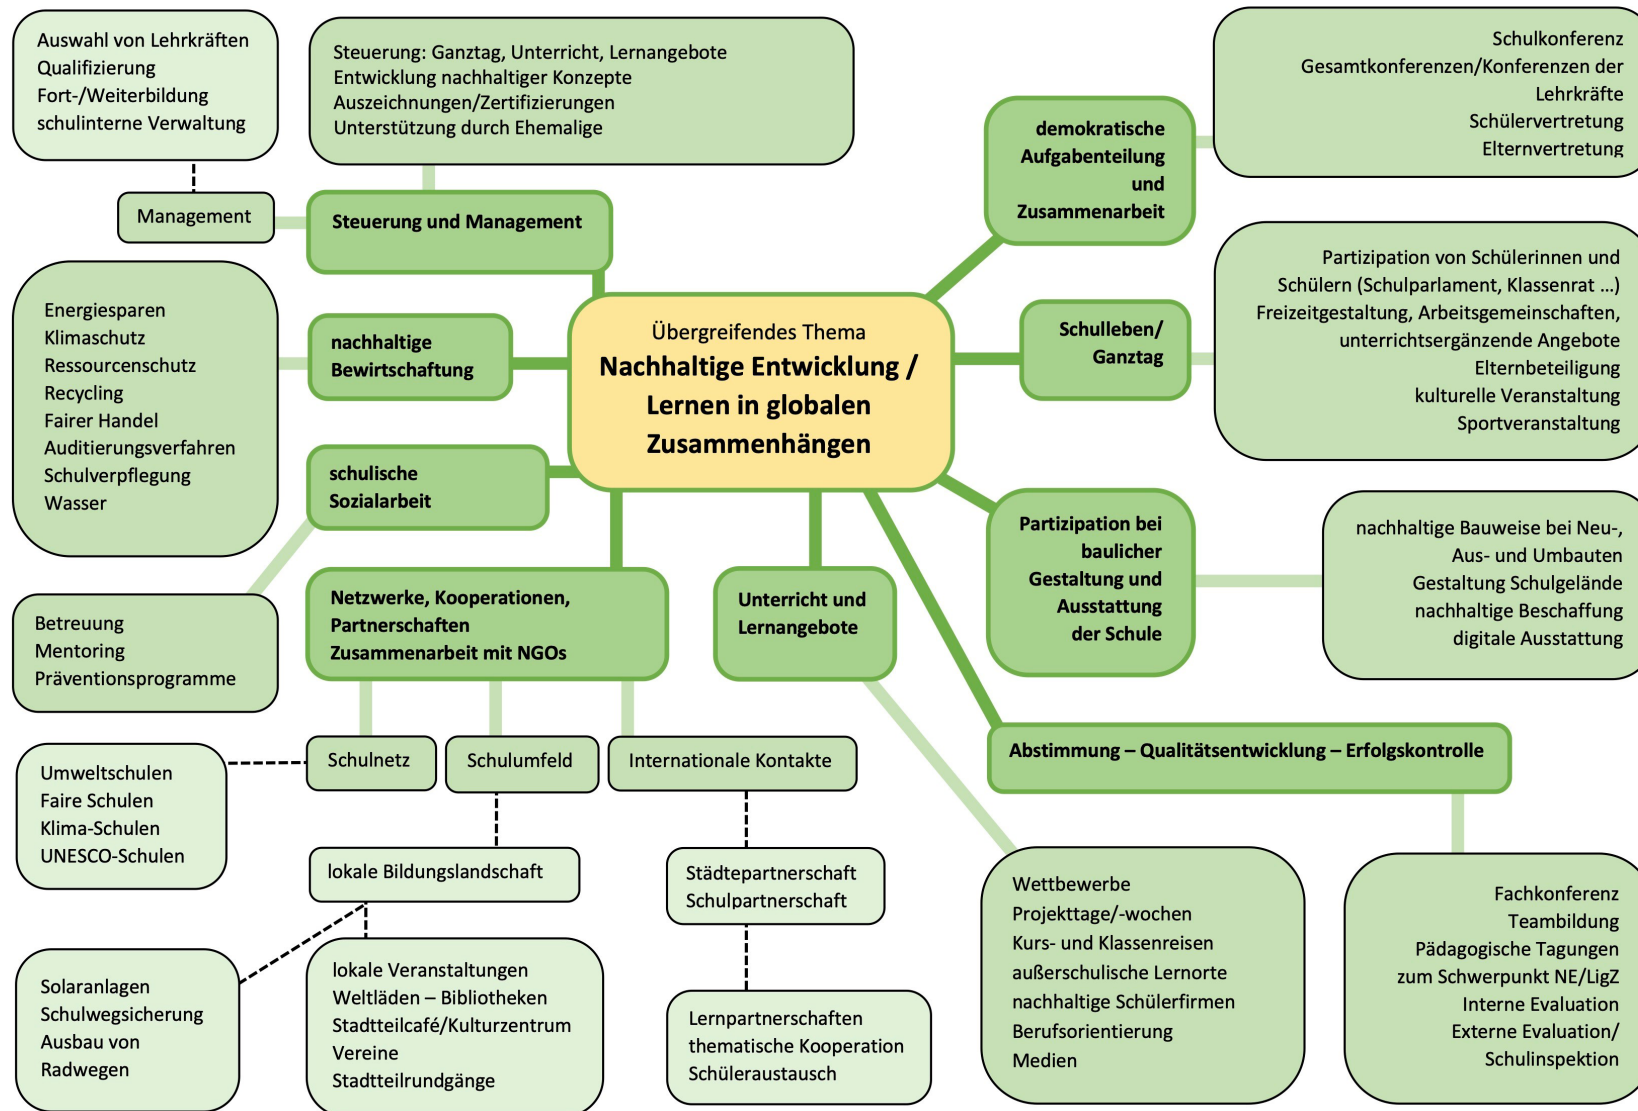 Auswahl von Lehrkräften
Qualifizierung
Fort-/Weiterbildung
schulinterne Verwaltung
Steuerung: Ganztag, Unterricht, Lernangebote
Entwicklung nachhaltiger Konzepte
Auszeichnungen/Zertifizierungen
Unterstützung durch Ehemalige
Management
Steuerung und Management
Energiesparen
Klimaschutz
Ressourcenschutz
Recycling
Fairer Handel
Auditierungsverfahren
Schulverpflegung
Wasser
nachhaltige
Bewirtschaftung
schulische
Sozialarbeit
Betreuung
Mentoring
Präventionsprogramme
Übergreifendes Thema
Nachhaltige Entwicklung /
Lernen in globalen
Zusammenhängen
demokratische
Aufgabenteilung
und
Zusammenarbeit
Schulkonferenz
Gesamtkonferenzen/Konferenzen der
Lehrkräfte
Schülervertretung
Elternvertretung
Schulleben/
Ganztag
Partizipation von Schülerinnen und
Schülern (Schulparlament, Klassenrat ...)
Freizeitgestaltung, Arbeitsgemeinschaften,
unterrichtsergänzende Angebote
Elternbeteiligung
kulturelle Veranstaltung
Sportveranstaltung
Partizipation bei
baulicher
Gestaltung und
Ausstattung
der Schule
nachhaltige Bauweise bei Neu-,
Aus- und Umbauten
Gestaltung Schulgelände
nachhaltige Beschaffung
digitale Ausstattung
Netzwerke, Kooperationen,
Partnerschaften
Zusammenarbeit mit NGOs
Unterricht und
Lernangebote
Abstimmung – Qualitätsentwicklung – Erfolgskontrolle
Schulnetz
Schulumfeld
Internationale Kontakte
Umweltschulen
Faire Schulen
Klima-Schulen
UNESCO-Schulen
lokale Bildungslandschaft
Städtepartnerschaft
Schulpartnerschaft
Solaranlagen
Schulwegsicherung
Ausbau von
Radwegen
lokale Veranstaltungen
Weltläden – Bibliotheken
Stadtteilcafé/Kulturzentrum
Vereine
Stadtteilrundgänge
Lernpartnerschaften
thematische Kooperation
Schüleraustausch
Wettbewerbe
Projekttage/-wochen
Kurs- und Klassenreisen
außerschulische Lernorte
nachhaltige Schülerfirmen
Berufsorientierung
Medien
Fachkonferenz
Teambildung
Pädagogische Tagungen
zum Schwerpunkt NE/LigZ
Interne Evaluation
Externe Evaluation/
Schulinspektion